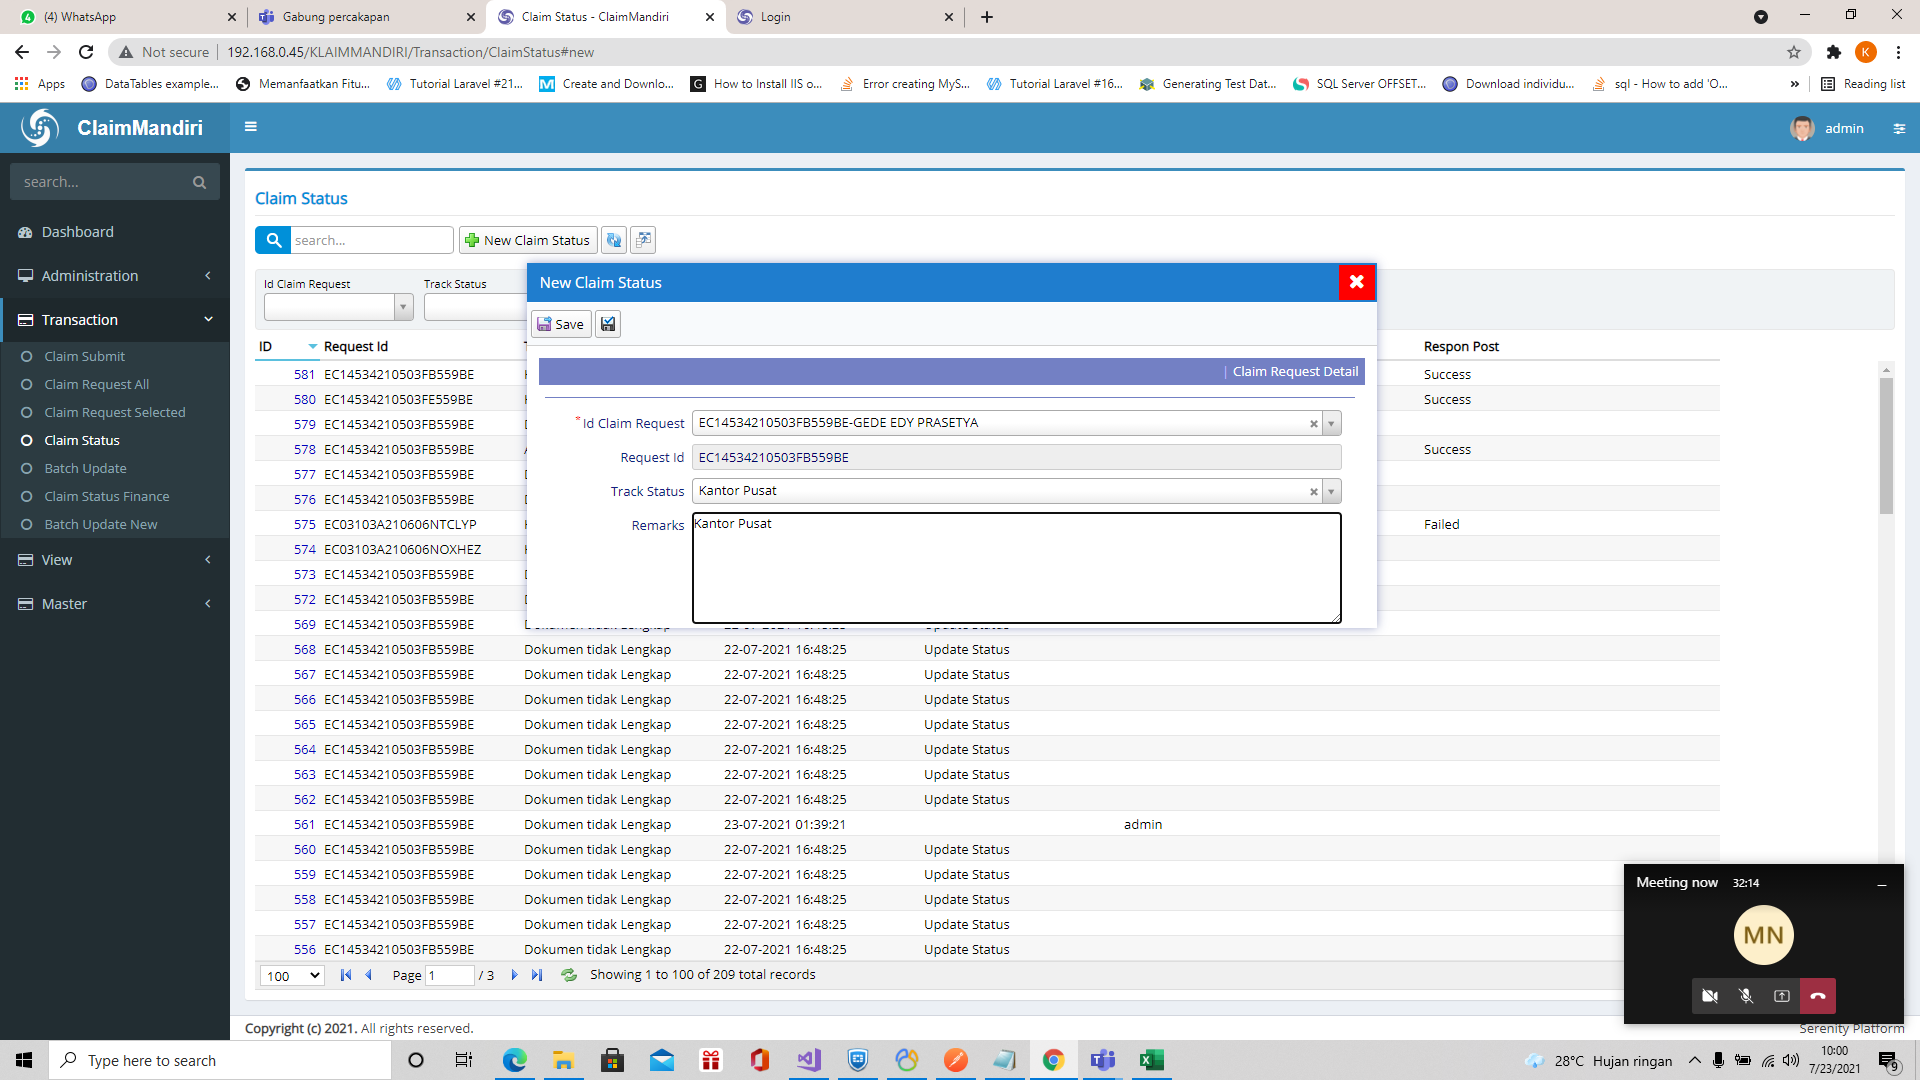 (4) WhatsApp
Gabung percakapan
Claim Status - ClaimMandiri
Login
Not secure
192.168.0.45/KLAIMMANDIRI/Transaction/ClaimStatus#new
K
Apps
DataTables example...
Memanfaatkan Fitu...
Tutorial Laravel #21...
Create and Downlo...
How to Install IIS o...
Error creating MyS...
Tutorial Laravel #16...
Generating Test Dat...
SQL Server OFFSET...
Download individu...
sql - How to add 'O...
»
Reading list
ClaimMandiri
admin
search...
Dashboard
Administration
Transaction
Claim Submit
Claim Request All
Claim Request Selected
Claim Status
Batch Update
Claim Status Finance
Batch Update New
View
Master
Claim Status
search...
New Claim Status
Id Claim Request
Track Status
New Claim Status
Save
| Claim Request Detail
* Id Claim Request EC14534210503FB559BE-GEDE EDY PRASETYA
Request Id EC14534210503FB559BE
Track Status Kantor Pusat
Remarks Kantor Pusat
ID Request Id Respon Post
581 EC14534210503FB559BE Success
580 EC14534210503FE559BE Success
579 EC14534210503FB559BE
578 EC14534210503FB559BE Success
577 EC14534210503FB559BE
576 EC14534210503FB559BE
575 EC03103A210606NTCLYP Failed
574 EC03103A210606NOXHEZ
573 EC14534210503FB559BE
572 EC14534210503FB559BE
569 EC14534210503FB559BE
568 EC14534210503FB559BE Dokumen tidak Lengkap 22-07-2021 16:48:25 Update Status
567 EC14534210503FB559BE Dokumen tidak Lengkap 22-07-2021 16:48:25 Update Status
566 EC14534210503FB559BE Dokumen tidak Lengkap 22-07-2021 16:48:25 Update Status
565 EC14534210503FB559BE Dokumen tidak Lengkap 22-07-2021 16:48:25 Update Status
564 EC14534210503FB559BE Dokumen tidak Lengkap 22-07-2021 16:48:25 Update Status
563 EC14534210503FB559BE Dokumen tidak Lengkap 22-07-2021 16:48:25 Update Status
562 EC14534210503FB559BE Dokumen tidak Lengkap 22-07-2021 16:48:25 Update Status
561 EC14534210503FB559BE Dokumen tidak Lengkap 23-07-2021 01:39:21 admin
560 EC14534210503FB559BE Dokumen tidak Lengkap 22-07-2021 16:48:25 Update Status
559 EC14534210503FB559BE Dokumen tidak Lengkap 22-07-2021 16:48:25 Update Status
558 EC14534210503FB559BE Dokumen tidak Lengkap 22-07-2021 16:48:25 Update Status
557 EC14534210503FB559BE Dokumen tidak Lengkap 22-07-2021 16:48:25 Update Status
556 EC14534210503FB559BE Dokumen tidak Lengkap 22-07-2021 16:48:25 Update Status
100 Page 1 / 3 Showing 1 to 100 of 209 total records
Meeting now 32:14
MN
Copyright (c) 2021. All rights reserved.
Serenity Platform
Type here to search
28°C Hujan ringan
10:00
7/23/2021
9